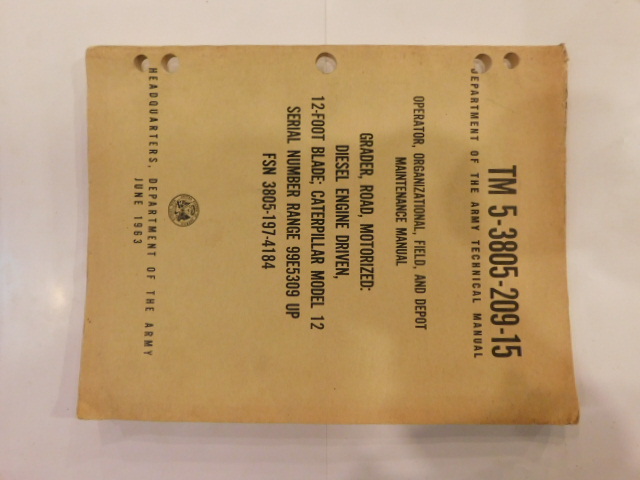 TM 5-3805-209-15
DEPARTMENT OF THE ARMY TECHNICAL MANUAL
OPERATOR, ORGANIZATIONAL, FIELD, AND DEPOT
MAINTENANCE MANUAL
GRADER, ROAD, MOTORIZED:
DIESEL ENGINE DRIVEN,
12-FOOT BLADE; CATERPILLAR MODEL 12
SERIAL NUMBER RANGE 99E5309 UP
FSN 3805-197-4184
HEADQUARTERS, DEPARTMENT OF THE ARMY
JUNE 1963